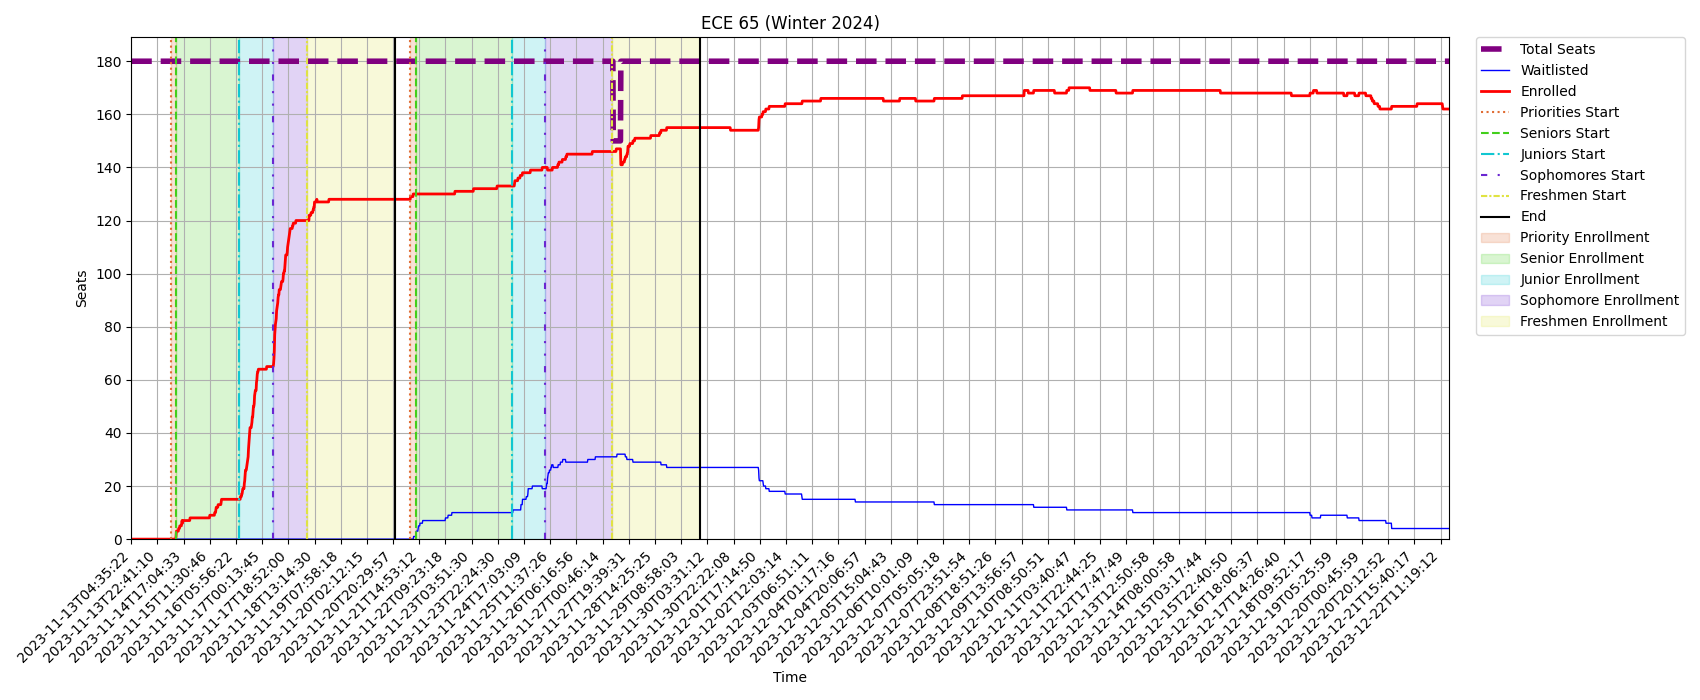 ECE 65 (Winter 2024)
Seats
180
160
140
120
100
80
60
40
20
0
2023-11-13T04:35:22
2023-11-13T22:41:10
2023-11-14T17:04:33
2023-11-15T11:30:46
2023-11-16T05:56:22
2023-11-17T00:13:45
2023-11-17T18:52:00
2023-11-18T13:14:30
2023-11-19T07:58:18
2023-11-20T02:12:15
2023-11-20T20:29:57
2023-11-21T14:53:12
2023-11-22T09:23:18
2023-11-23T03:51:30
2023-11-23T22:24:30
2023-11-24T17:03:09
2023-11-25T11:37:26
2023-11-26T06:16:56
2023-11-27T00:46:14
2023-11-27T19:39:31
2023-11-28T14:25:25
2023-11-29T08:58:03
2023-11-30T03:31:12
2023-11-30T22:22:08
2023-12-01T17:14:50
2023-12-02T12:03:14
2023-12-03T06:51:11
2023-12-04T01:17:16
2023-12-04T20:06:57
2023-12-05T15:04:43
2023-12-06T10:01:09
2023-12-07T05:05:18
2023-12-07T23:51:54
2023-12-08T18:51:26
2023-12-09T13:56:57
2023-12-10T08:50:51
2023-12-11T03:40:47
2023-12-11T22:44:25
2023-12-12T17:47:49
2023-12-13T12:50:58
2023-12-14T08:00:58
2023-12-15T03:17:44
2023-12-15T22:40:50
2023-12-16T18:06:37
2023-12-17T14:26:40
2023-12-18T09:52:17
2023-12-19T05:25:59
2023-12-20T00:45:59
2023-12-20T20:12:52
2023-12-21T15:40:17
2023-12-22T11:19:12
Time
Total Seats
Waitlisted
Enrolled
Priorities Start
Seniors Start
Juniors Start
Sophomores Start
Freshmen Start
End
Priority Enrollment
Senior Enrollment
Junior Enrollment
Sophomore Enrollment
Freshmen Enrollment